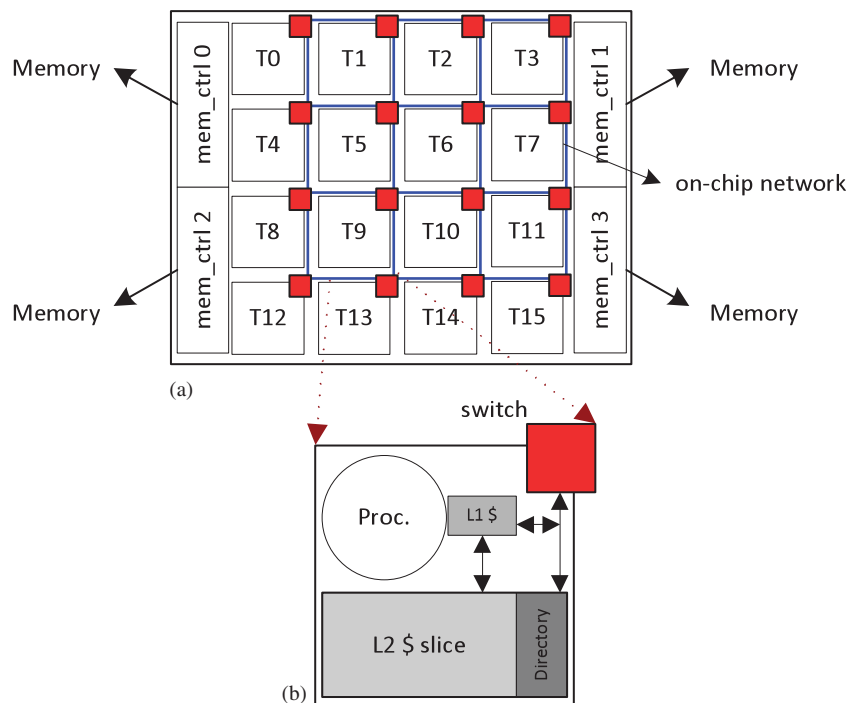 mem_ctrl 0
T0
T1
T2
T3
mem_ctrl 1
Memory
Memory
T4
T5
T6
T7
on-chip network
mem_ctrl 2
T8
T9
T10
T11
mem_ctrl 3
Memory
Memory
T12
T13
T14
T15
(a)
switch
Proc.
L1 $
L2 $ slice
Directory
(b)